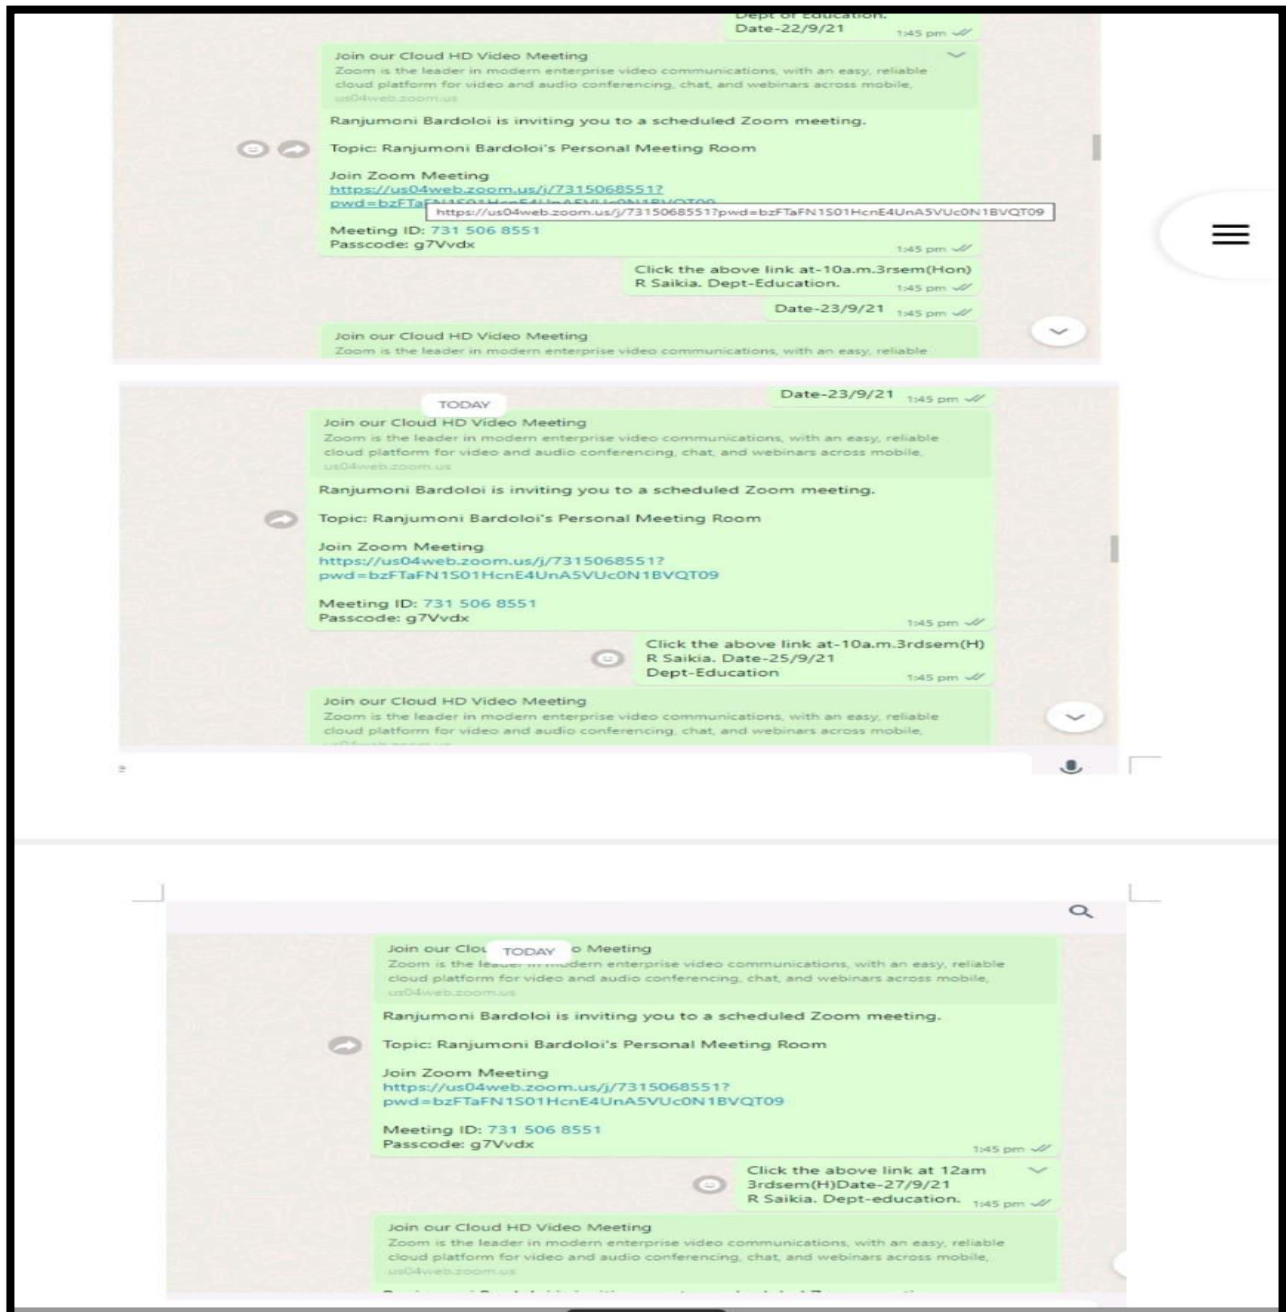 Dept of Education.
Date-22/9/21
1:45 pm
Join our Cloud HD Video Meeting
Zoom is the leader in modern enterprise video communications, with an easy, reliable
cloud platform for video and audio conferencing, chat, and webinars across mobile,
us04web.zoom.us
Ranjumoni Bardoloi is inviting you to a scheduled Zoom meeting.
Topic: Ranjumoni Bardoloi's Personal Meeting Room
Join Zoom Meeting
https://us04web.zoom.us/j/7315068551?
pwd=bzFTaFN1S01HcnE4UnA5VUc0N1BVQT09
https://us04web.zoom.us/j/7315068551?pwd=bzFTaFN1S01HcnE4UnA5VUc0N1BVQT09
Meeting ID: 731 506 8551
Passcode: g7Vvdx
1:45 pm
Click the above link at-10a.m.3rsem(Hon)
R Saikia. Dept-Education.
1:45 pm
Date-23/9/21
1:45 pm
Join our Cloud HD Video Meeting
Zoom is the leader in modern enterprise video communications, with an easy, reliable
Date-23/9/21
1:45 pm
TODAY
Join our Cloud HD Video Meeting
Zoom is the leader in modern enterprise video communications, with an easy, reliable
cloud platform for video and audio conferencing, chat, and webinars across mobile,
us04web.zoom.us
Ranjumoni Bardoloi is inviting you to a scheduled Zoom meeting.
Topic: Ranjumoni Bardoloi's Personal Meeting Room
Join Zoom Meeting
https://us04web.zoom.us/j/7315068551?
pwd=bzFTaFN1S01HcnE4UnA5VUc0N1BVQT09
Meeting ID: 731 506 8551
Passcode: g7Vvdx
1:45 pm
Click the above link at-10a.m.3rdsem(H)
R Saikia. Date-25/9/21
Dept-Education
1:45 pm
Join our Cloud HD Video Meeting
Zoom is the leader in modern enterprise video communications, with an easy, reliable
cloud platform for video and audio conferencing, chat, and webinars across mobile,
e
Join our Clou
TODAY
o Meeting
Zoom is the leader in modern enterprise video communications, with an easy, reliable
cloud platform for video and audio conferencing, chat, and webinars across mobile,
us04web.zoom.us
Ranjumoni Bardoloi is inviting you to a scheduled Zoom meeting.
Topic: Ranjumoni Bardoloi's Personal Meeting Room
Join Zoom Meeting
https://us04web.zoom.us/j/7315068551?
pwd=bzFTaFN1S01HcnE4UnA5VUc0N1BVQT09
Meeting ID: 731 506 8551
Passcode: g7Vvdx
1:45 pm
Click the above link at 12am
3rdsem(H)Date-27/9/21
R Saikia. Dept-education.
1:45 pm
Join our Cloud HD Video Meeting
Zoom is the leader in modern enterprise video communications, with an easy, reliable
cloud platform for video and audio conferencing, chat, and webinars across mobile,
us04web.zoom.us